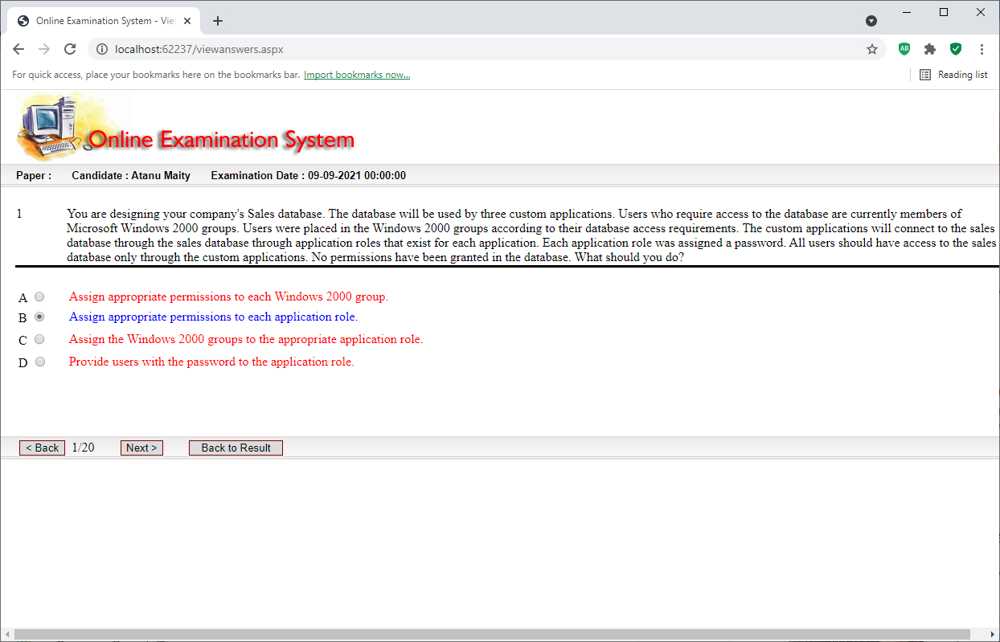 Online Examination System - Vie
localhost:62237/viewanswers.aspx
AB
For quick access, place your bookmarks here on the bookmarks bar. Import bookmarks now...
Reading list
Online Examination System
Paper : Candidate : Atanu Maity Examination Date : 09-09-2021 00:00:00
1 You are designing your company's Sales database. The database will be used by three custom applications. Users who require access to the database are currently members of
Microsoft Windows 2000 groups. Users were placed in the Windows 2000 groups according to their database access requirements. The custom applications will connect to the sales
database through the sales database through application roles that exist for each application. Each application role was assigned a password. All users should have access to the sales
database only through the custom applications. No permissions have been granted in the database. What should you do?
A Assign appropriate permissions to each Windows 2000 group.
B Assign appropriate permissions to each application role.
C Assign the Windows 2000 groups to the appropriate application role.
D Provide users with the password to the application role.
< Back 1/20 Next > Back to Result